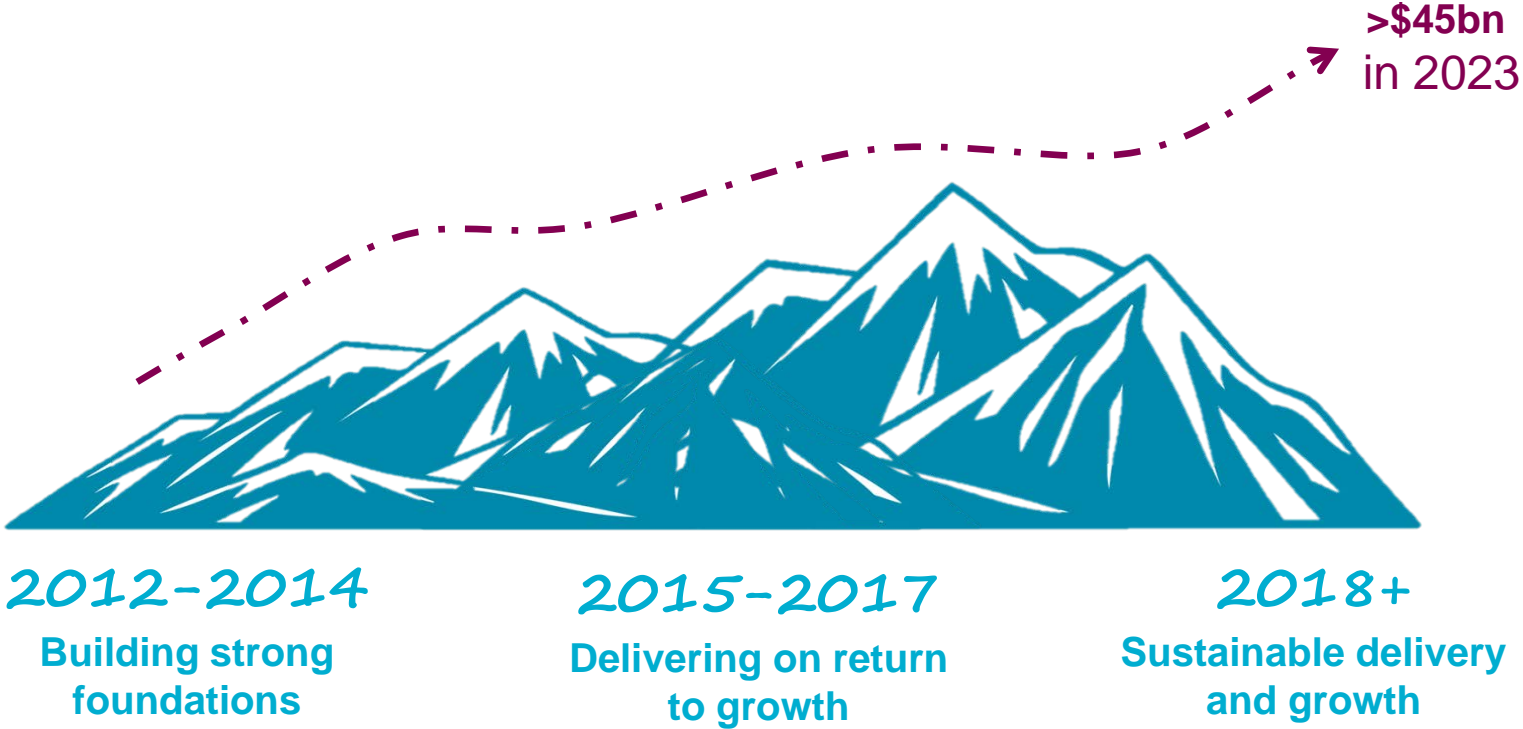 >$45bn
in 2023
2012-2014
Building strong
foundations
2015-2017
Delivering on return
to growth
2018+
Sustainable delivery
and growth